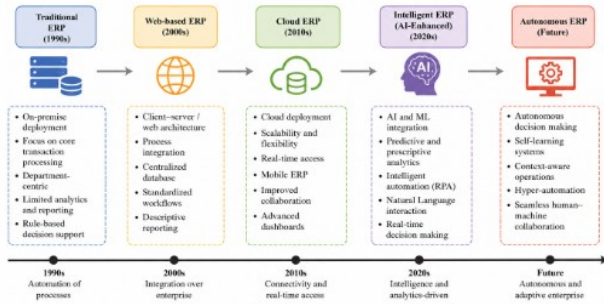 Traditional
ERP
(1990s)
Web-based ERP
(2000s)
Cloud ERP
(2010s)
Intelligent ERP
(AI-Enhanced)
(2020s)
Autonomous ERP
(Future)
AI
• On-premise
deployment
• Focus on core
transaction
processing
• Department-
centric
• Limited analytics
and reporting
• Rule-based
decision support
• Client–server /
web architecture
• Process
integration
• Centralized
database
• Standardized
workflows
• Descriptive
reporting
• Cloud deployment
• Scalability and
flexibility
• Real-time access
• Mobile ERP
• Improved
collaboration
• Advanced
dashboards
• AI and ML
integration
• Predictive and
prescriptive
analytics
• Intelligent
automation (RPA)
• Natural Language
interaction
• Real-time
decision making
• Autonomous
decision making
• Self-learning
systems
• Context-aware
operations
• Hyper-automation
• Seamless human–
machine
collaboration
1990s
Automation of
processes
2000s
Integration over
enterprise
2010s
Connectivity and
real-time access
2020s
Intelligence and
analytics-driven
Future
Autonomous and
adaptive enterprise